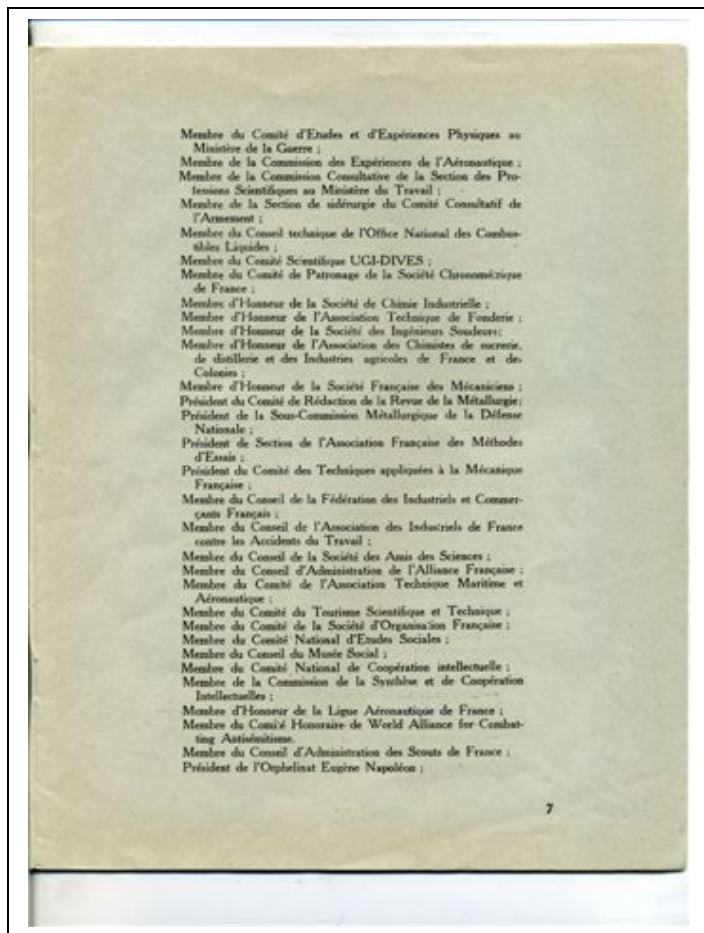 Membre du Comité d'Etudes et d'Expériences Physiques au
Ministère de la Guerre ;
Membre de la Commission des Expériences de l'Aéronautique ;
Membre de la Commission Consultative de la Section des Pro-
fessions Scientifiques au Ministère du Travail ;
Membre de la Section de sidérurgie du Comité Consultatif de
l'Armement ;
Membre du Conseil technique de l'Office National des Combus-
tibles Liquides ;
Membre du Comité Scientifique UGI-DIVES ;
Membre du Comité de Patronage de la Société Chronométrique
de France ;
Membre d'Honneur de la Société de Chimie Industrielle ;
Membre d'Honneur de l'Association Technique de Fonderie ;
Membre d'Honneur de la Société des Ingénieurs Soudeurs;
Membre d'Honneur de l'Association des Chimistes de sucrerie,
de distillerie et des Industries agricoles de France et des
Colonies ;
Membre d'Honneur de la Société Française des Mécaniciens ;
Président du Comité de Rédaction de la Revue de la Métallurgie;
Président de la Sous-Commission Métallurgique de la Défense
Nationale ;
Président de Section de l'Association Française des Méthodes
d'Essais ;
Président du Comité des Techniques appliquées à la Mécanique
Française ;
Membre du Conseil de la Fédération des Industriels et Commer-
çants Français ;
Membre du Conseil de l'Association des Industriels de France
contre les Accidents du Travail ;
Membre du Conseil de la Société des Amis des Sciences ;
Membre du Conseil d'Administration de l'Alliance Française ;
Membre du Comité de l'Association Technique Maritime et
Aéronautique ;
Membre du Comité du Tourisme Scientifique et Technique ;
Membre du Comité de la Société d'Organisation Française ;
Membre du Comité National d'Etudes Sociales ;
Membre du Conseil du Musée Social ;
Membre du Comité National de Coopération intellectuelle ;
Membre de la Commission de la Synthèse et de Coopération
Intellectuelles ;
Membre d'Honneur de la Ligue Aéronautique de France ;
Membre du Comité Honoraire de World Alliance for Combat-
ting Antisémitisme.
Membre du Conseil d'Administration des Scouts de France ;
Président de l'Orphelinat Eugène Napoléon ;
7